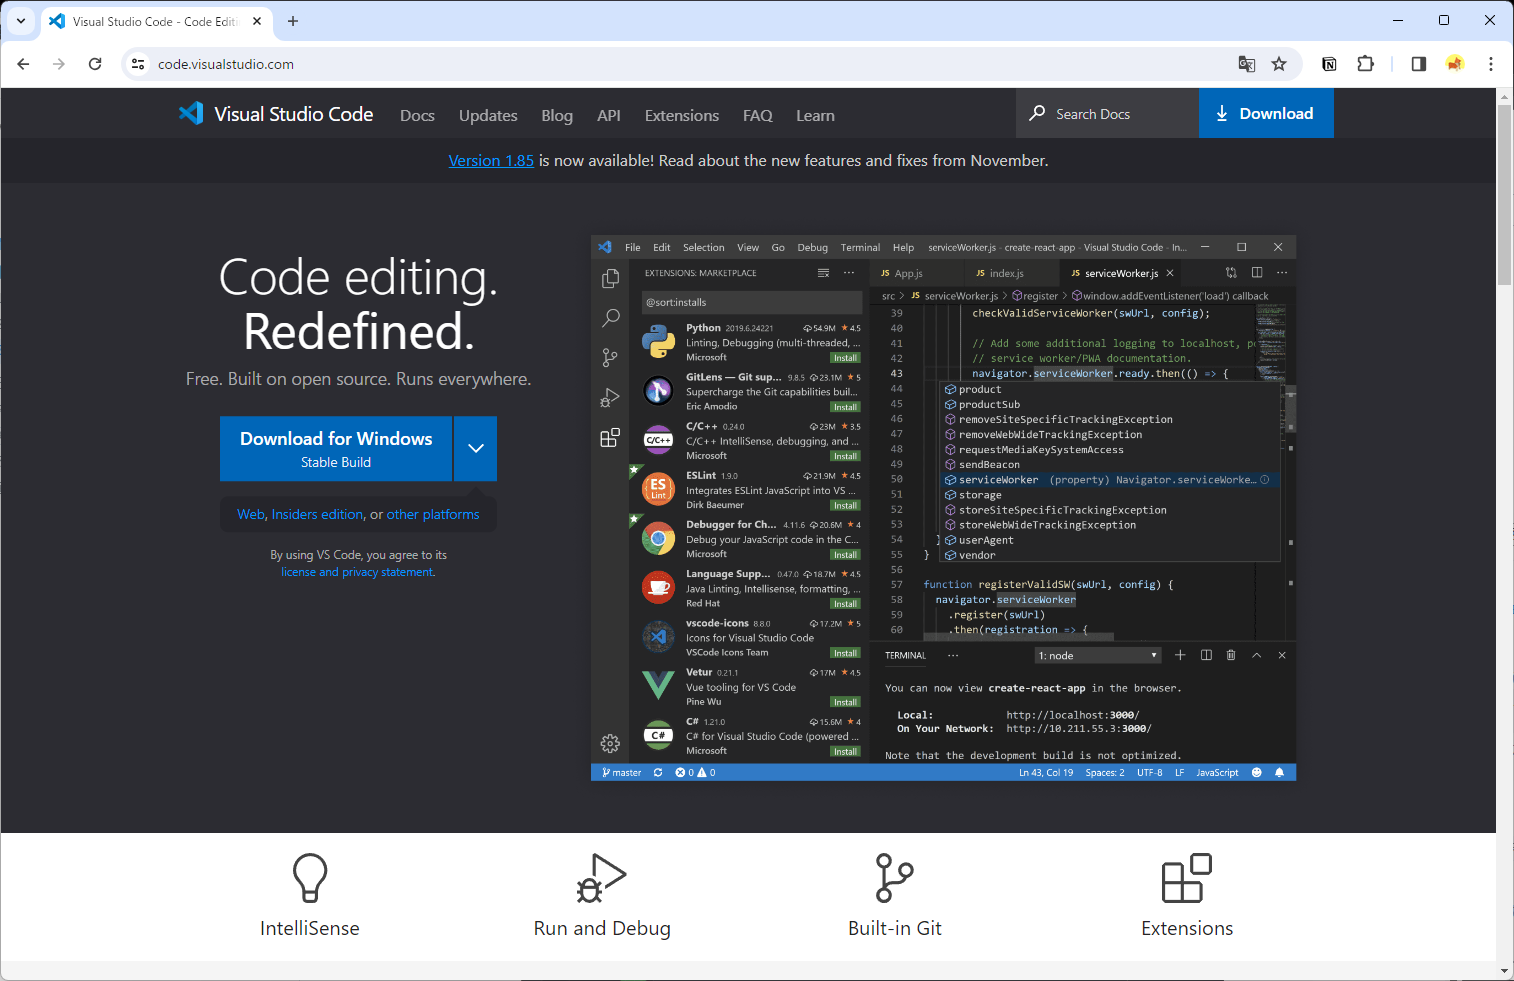 Visual Studio Code - Code Edit
code.visualstudio.com
Visual Studio Code Docs Updates Blog API Extensions FAQ Learn Search Docs Download
Version 1.85 is now available! Read about the new features and fixes from November.
Code editing.
Redefined.
Free. Built on open source. Runs everywhere.
Download for Windows
Stable Build
Web, Insiders edition, or other platforms
By using VS Code, you agree to its
license and privacy statement.
File Edit Selection View Go Debug Terminal Help serviceWorker.js - create-react-app - Visual Studio Code - In...
EXTENSIONS: MARKETPLACE
@sort:installs
Python 2019.6.24221 54.9M ★ 4.5
Linting, Debugging (multi-threaded, ...
Microsoft Install
GitLens — Git sup... 9.8.5 23.1M ★ 5
Supercharge the Git capabilities buil...
Eric Amodio Install
C/C++ 0.24.0 23M ★ 3.5
C/C++ IntelliSense, debugging, and ...
Microsoft Install
C/C++
ESLint 1.9.0 21.9M ★ 4.5
Integrates ESLint JavaScript into VS ...
Dirk Baeumer Install
ES
Lint
Debugger for Ch... 4.11.6 20.6M ★ 4
Debug your JavaScript code in the C...
Microsoft Install
Language Supp... 0.47.0 18.7M ★ 4.5
Java Linting, Intellisense, formatting, ...
Red Hat Install
vscode-icons 8.8.0 17.2M ★ 5
Icons for Visual Studio Code
VSCode Icons Team Install
Vetur 0.21.1 17M ★ 4.5
Vue tooling for VS Code
Pine Wu Install
C# 1.21.0 15.6M ★ 4
C# for Visual Studio Code (powered ...
Microsoft Install
C#
JS App.js JS index.js JS serviceWorker.js
src > JS serviceWorker.js > register > window.addEventListener('load') callback
39 checkValidServiceWorker(swUrl, config);
40
41 // Add some additional logging to localhost, po
42 // service worker/PWA documentation.
43 navigator.serviceWorker.ready.then(() => {
44 product
45 productSub
46 removeSiteSpecificTrackingException
47 removeWebWideTrackingException
48 requestMediaKeySystemAccess
49 sendBeacon
50 serviceWorker (property) Navigator.serviceWorke...
51 storage
52 storeSiteSpecificTrackingException
53 storeWebWideTrackingException
54 } userAgent
55 } vendor
56
57 function registerValidSW(swUrl, config) {
58 navigator.serviceWorker
59 .register(swUrl)
60 .then(registration => {
TERMINAL ... 1: node
You can now view create-react-app in the browser.
Local: http://localhost:3000/
On Your Network: http://10.211.55.3:3000/
Note that the development build is not optimized.
master 0 0 Ln 43, Col 19 Spaces: 2 UTF-8 LF JavaScript
IntelliSense Run and Debug Built-in Git Extensions